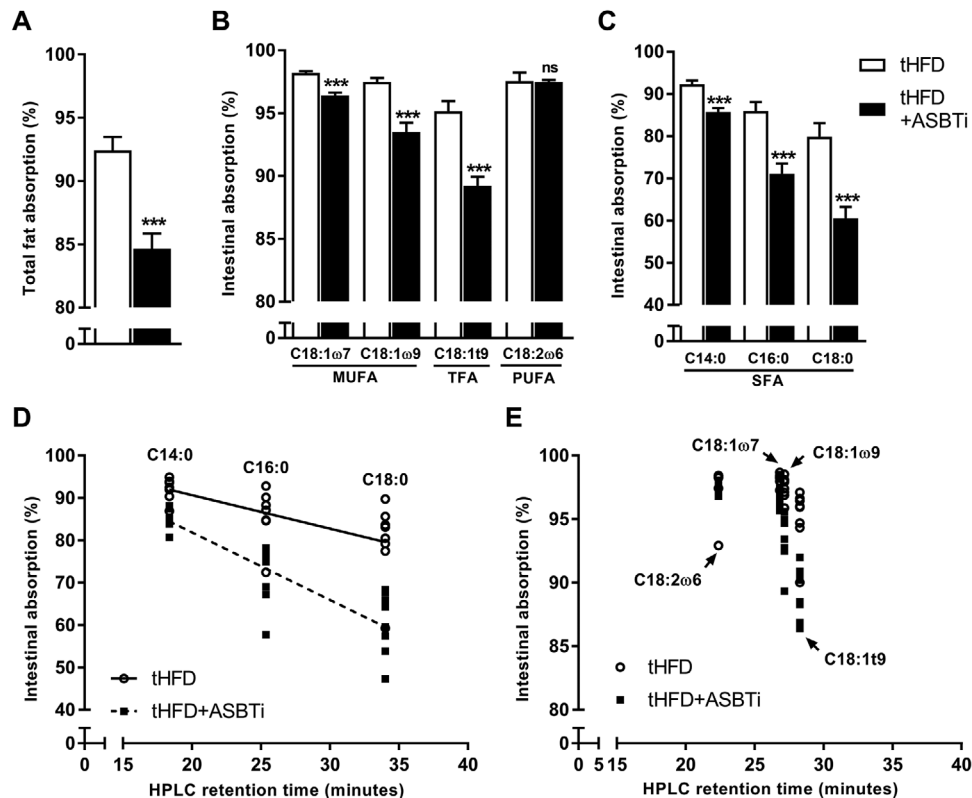 A
Total fat absorption (%)
100
95
90
85
80
0
***
B
Intestinal absorption (%)
100
95
90
85
80
0
***
***
***
ns
C18:1ω7 C18:1ω9 C18:1t9 C18:2ω6
MUFA TFA PUFA
C
Intestinal absorption (%)
100
90
80
70
60
50
40
0
***
***
***
C14:0 C16:0 C18:0
SFA
tHFD
tHFD
+ASBTi
D
Intestinal absorption (%)
100
90
80
70
60
50
40
0
C14:0
C16:0
C18:0
tHFD
tHFD+ASBTi
0 15 20 25 30 35 40
HPLC retention time (minutes)
E
Intestinal absorption (%)
100
95
90
85
80
0
C18:1ω7
C18:1ω9
C18:2ω6
C18:1t9
tHFD
tHFD+ASBTi
0 5 15 20 25 30 35 40
HPLC retention time (minutes)